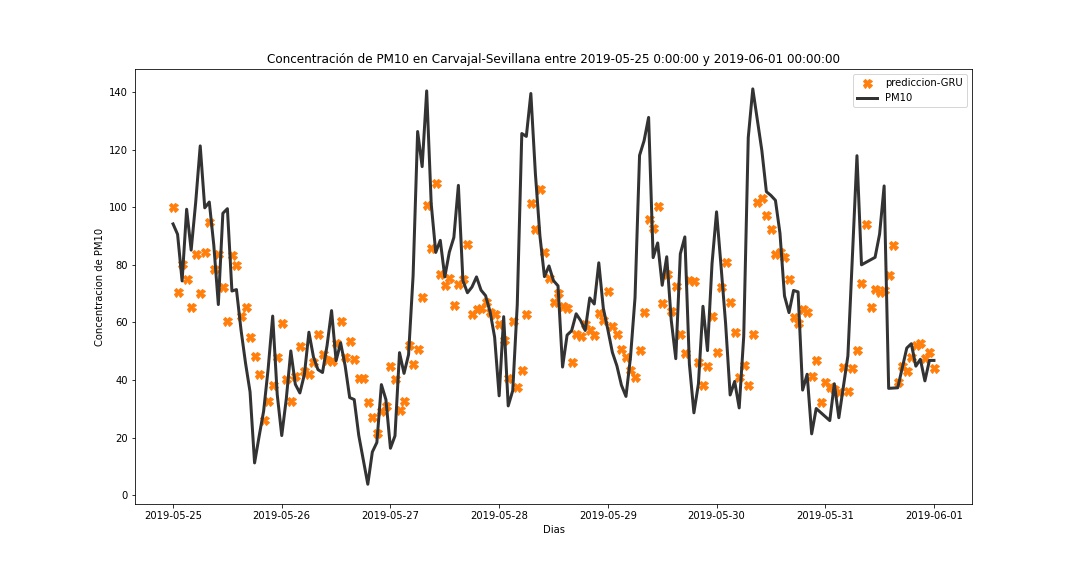 Concentración de PM10 en Carvajal-Sevillana entre 2019-05-25 0:00:00 y 2019-06-01 00:00:00
prediccion-GRU
PM10
Concentracion de PM10
140
120
100
80
60
40
20
0
2019-05-25 2019-05-26 2019-05-27 2019-05-28 2019-05-29 2019-05-30 2019-05-31 2019-06-01
Dias